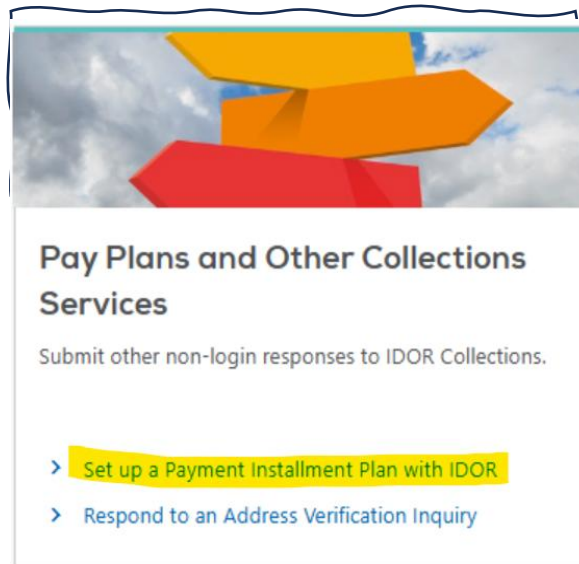 Pay Plans and Other Collections
Services
Submit other non-login responses to IDOR Collections.
Set up a Payment Installment Plan with IDOR
Respond to an Address Verification Inquiry